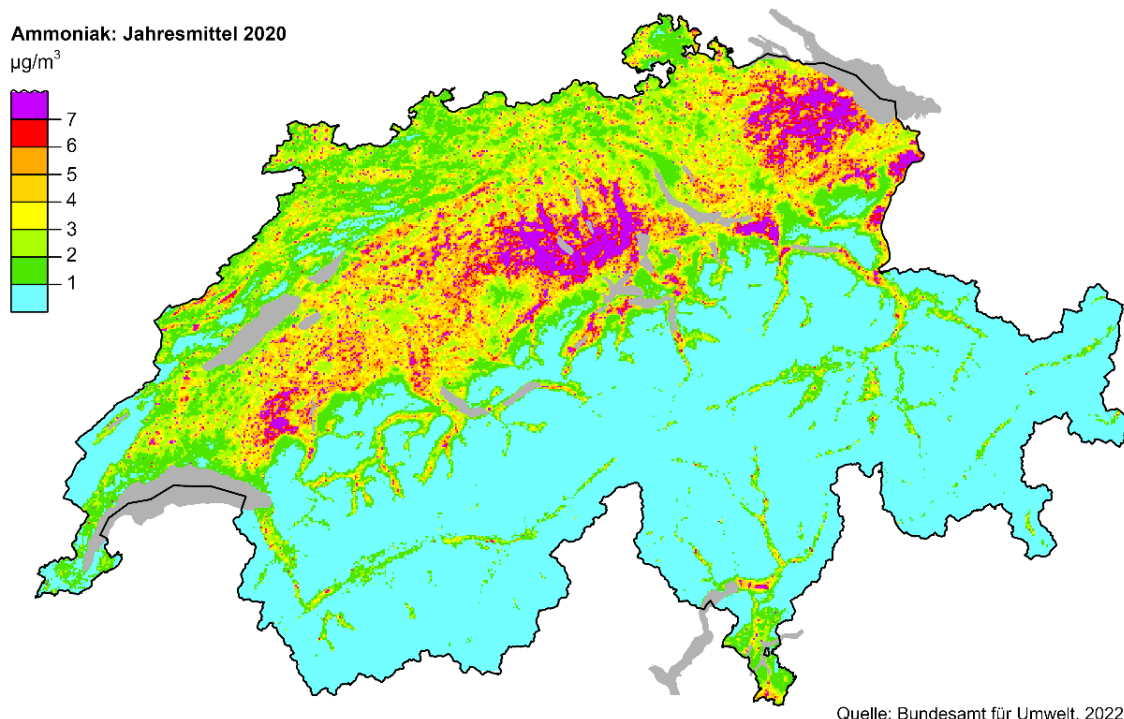 Ammoniak: Jahresmittel 2020
µg/m³
7
6
5
4
3
2
1
Quelle: Bundesamt für Umwelt, 2022